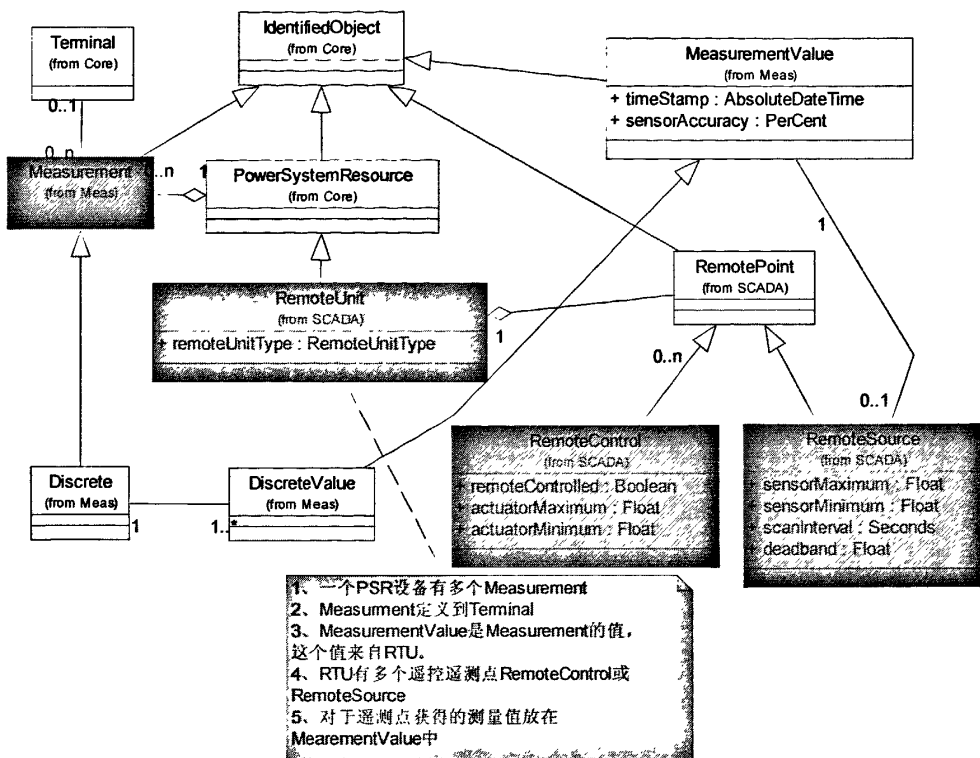 Terminal
(from Core)
0..1
0..n
IdentifiedObject
(from Core)
MeasurementValue
(from Meas)
+ timeStamp : AbsoluteDateTime
+ sensorAccuracy : PerCent
Measurement
(from Meas)
..n
1
PowerSystemResource
(from Core)
1
RemotePoint
(from SCADA)
RemoteUnit
(from SCADA)
+ remoteUnitType : RemoteUnitType
1
0..n
0..1
RemoteControl
(from SCADA)
+ remoteControlled : Boolean
+ actuatorMaximum : Float
+ actuatorMinimum : Float
RemoteSource
(from SCADA)
+ sensorMaximum : Float
+ sensorMinimum : Float
+ scanInterval : Seconds
+ deadband : Float
Discrete
(from Meas)
1
1..*
DiscreteValue
(from Meas)
1、一个PSR设备有多个Measurement
2、Measurment定义到Terminal
3、MeasurementValue是Measurement的值，
这个值来自RTU。
4、RTU有多个遥控遥测点RemoteControl或
RemoteSource
5、对于遥测点获得的测量值放在
MearementValue中